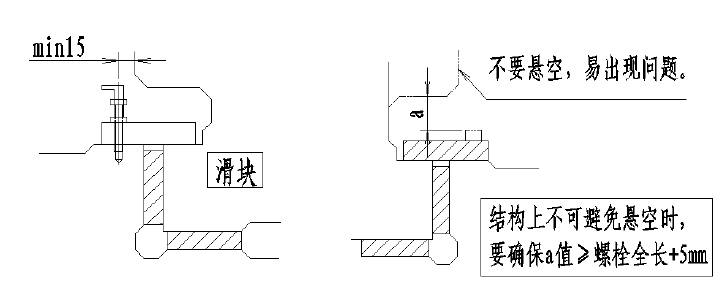 min15
不要悬空，易出现问题。
a
滑块
结构上不可避免悬空时，
要确保a值≥螺栓全长+5mm